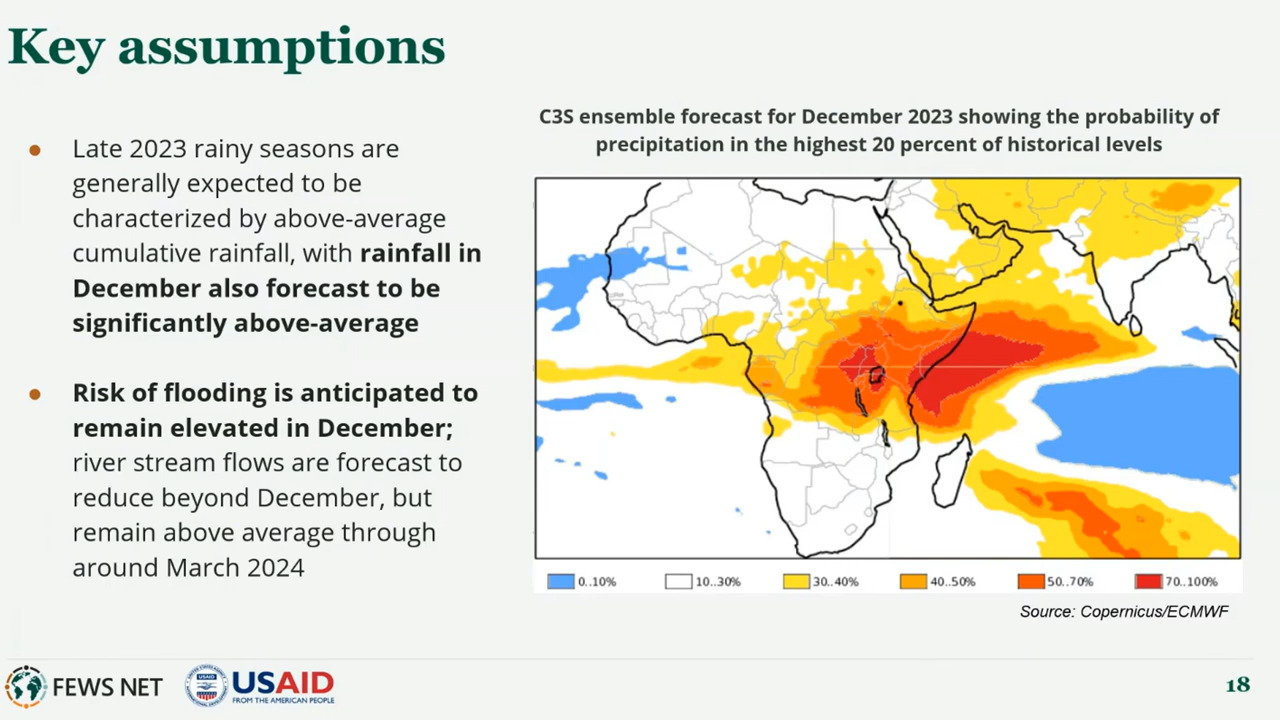 Key assumptions
Late 2023 rainy seasons are
generally expected to be
characterized by above-average
cumulative rainfall, with rainfall in
December also forecast to be
significantly above-average
Risk of flooding is anticipated to
remain elevated in December;
river stream flows are forecast to
reduce beyond December, but
remain above average through
around March 2024
C3S ensemble forecast for December 2023 showing the probability of
precipitation in the highest 20 percent of historical levels
0..10% 10..30% 30..40% 40..50% 50..70% 70..100%
Source: Copernicus/ECMWF
FEWS NET
USAID
FROM THE AMERICAN PEOPLE
18